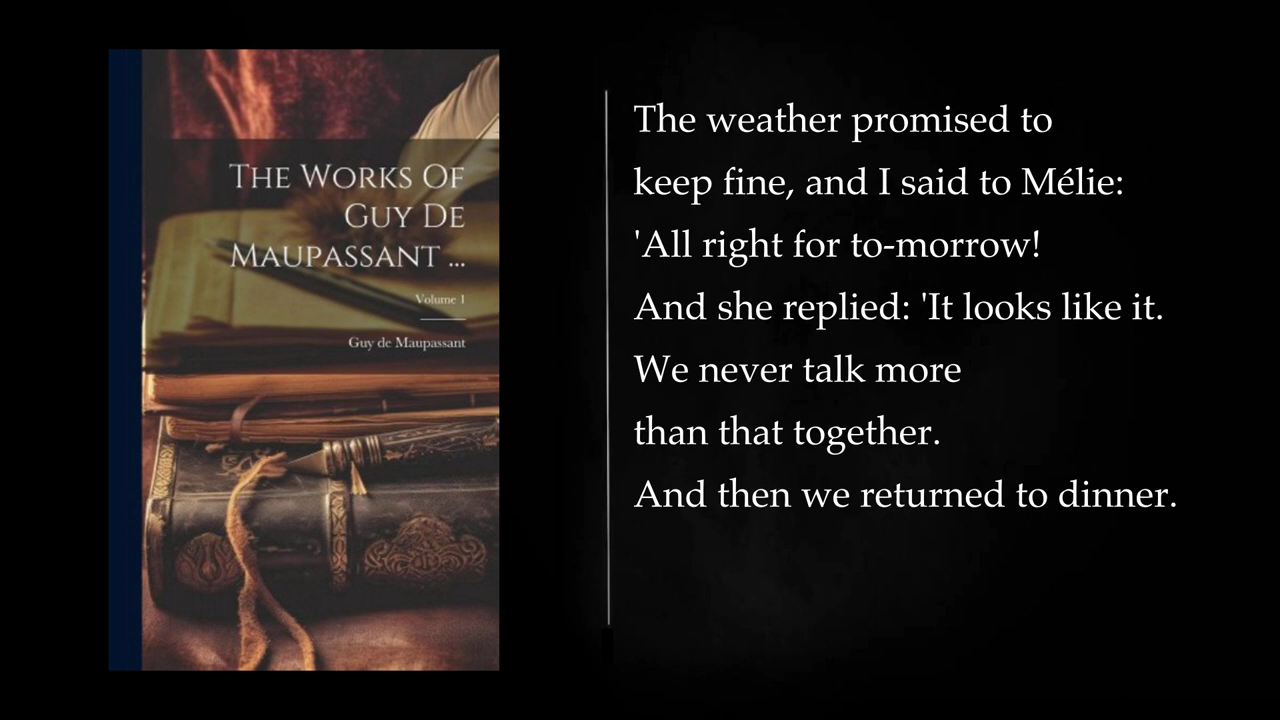 The Works Of
Guy De
Maupassant ...
Volume 1
Guy de Maupassant
The weather promised to
keep fine, and I said to Mélie:
'All right for to-morrow!
And she replied: 'It looks like it.
We never talk more
than that together.
And then we returned to dinner.